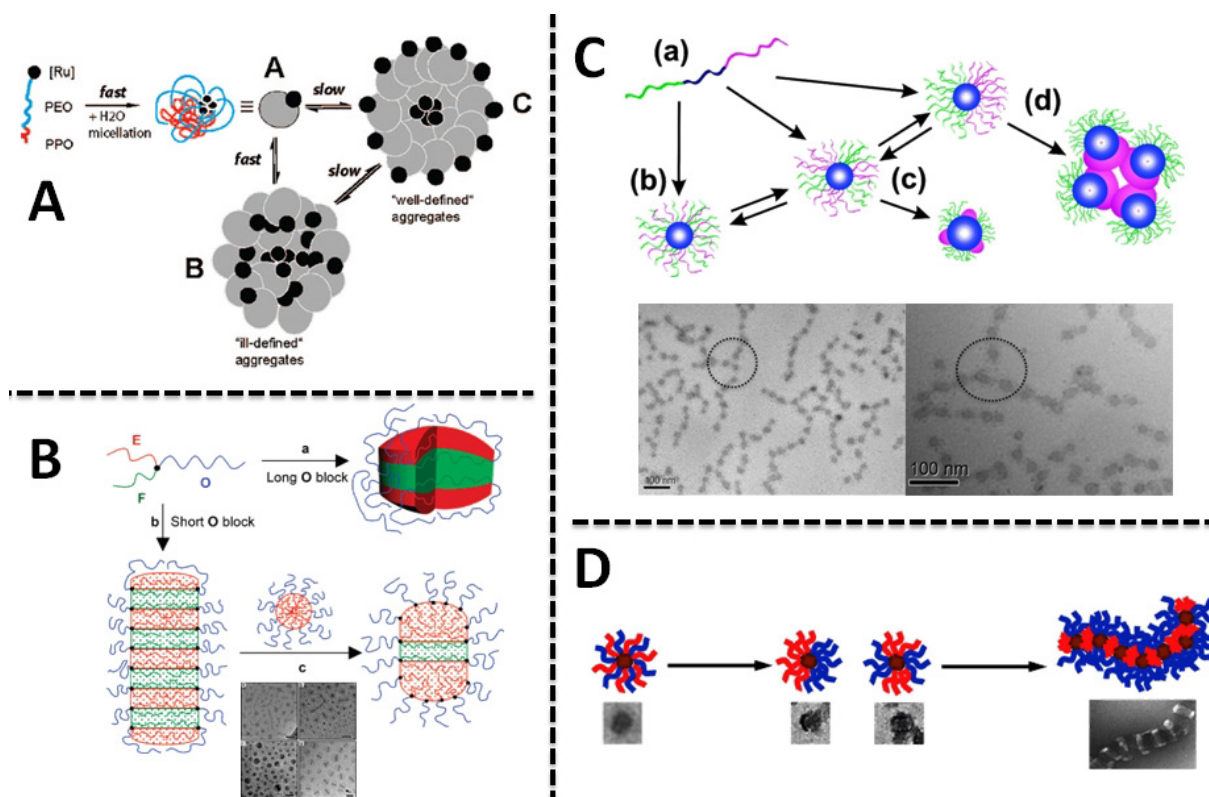 A
[Ru]
PEO
PPO
fast
+ H2O
micellation
A
slow
C
fast
slow
"well-defined"
aggregates
B
"ill-defined"
aggregates
B
E
F
O
a
Long O block
b
Short O block
c
C
(a)
(b)
(c)
(d)
100 nm
100 nm
D